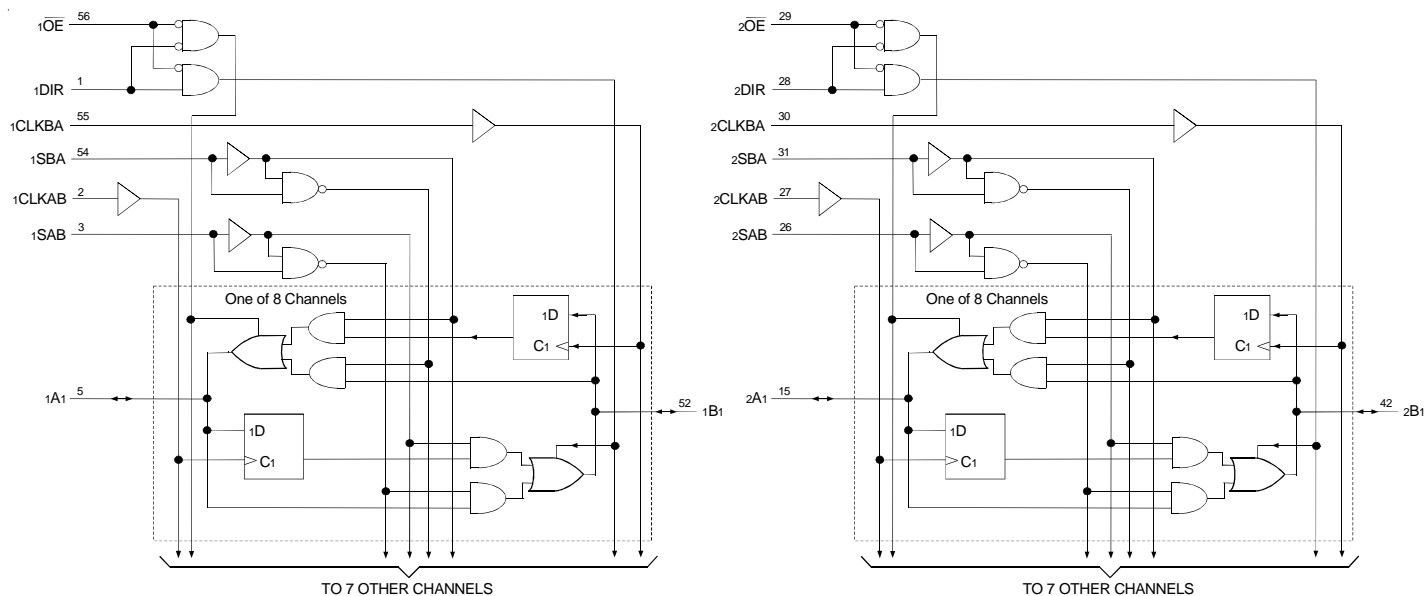 1OE 56
1DIR 1
1CLKBA 55
1SBA 54
1CLKAB 2
1SAB 3
One of 8 Channels
1D
C1
1A1 5
52 1B1
1D
C1
TO 7 OTHER CHANNELS
2OE 29
2DIR 28
2CLKBA 30
2SBA 31
2CLKAB 27
2SAB 26
One of 8 Channels
1D
C1
2A1 15
42 2B1
1D
C1
TO 7 OTHER CHANNELS